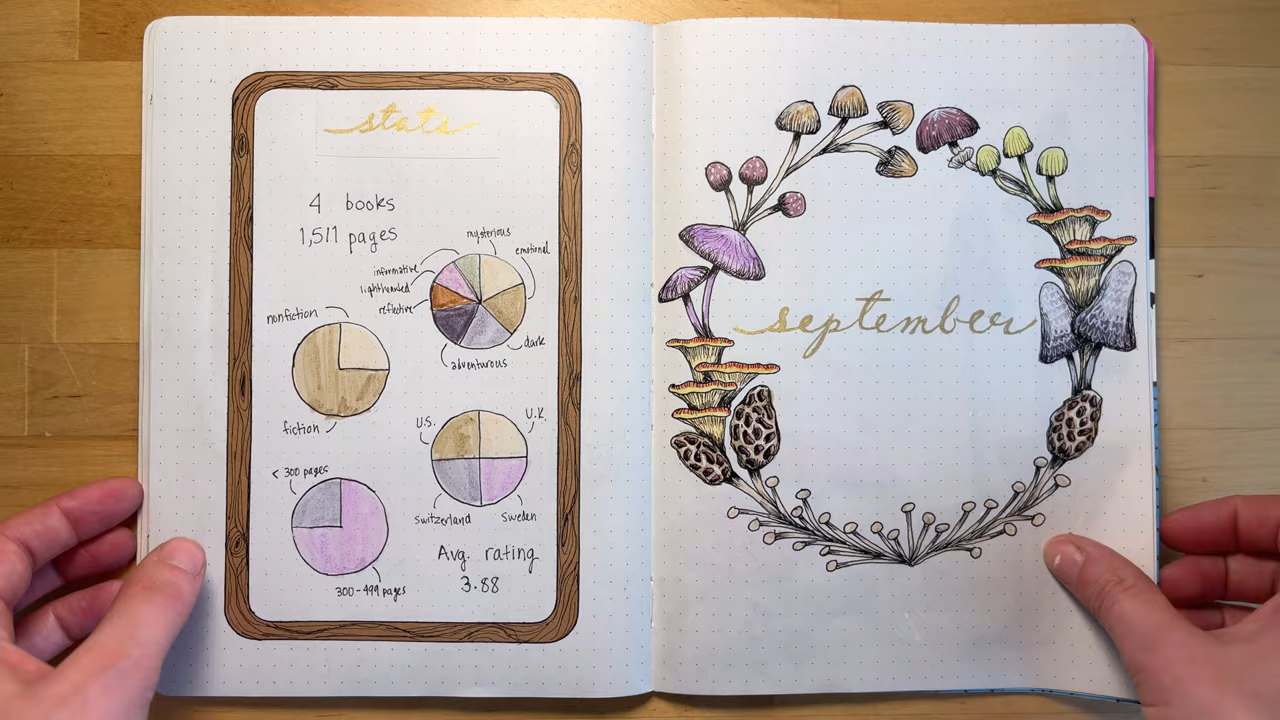 stats
4 books
1,511 pages
mysterious
emotional
informative
lighthearted
reflective
dark
adventurous
nonfiction
fiction
U.S.
U.K.
Switzerland
Sweden
< 300 pages
300-499 pages
Avg. rating
3.88
september